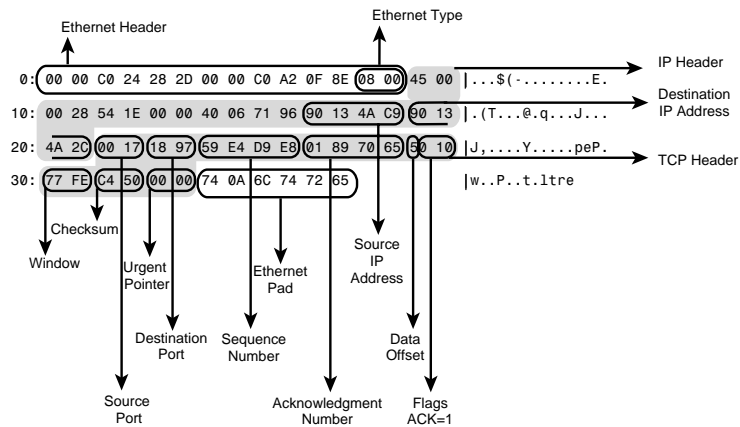 Ethernet Header
Ethernet Type
0: 00 00 C0 24 28 2D 00 00 C0 A2 0F 8E 08 00 45 00 |...$(-........E.
IP Header
10: 00 28 54 1E 00 00 40 06 71 96 90 13 4A C9 90 13 |.(T...@.q...J...
Destination
IP Address
20: 4A 2C 00 17 18 97 59 E4 D9 E8 01 89 70 65 50 10 |J,....Y.....peP.
TCP Header
30: 77 FE C4 50 00 00 74 0A 6C 74 72 65 |w..P..t.ltre
Checksum
Window
Urgent
Pointer
Ethernet
Pad
Source
IP
Address
Destination
Port
Sequence
Number
Data
Offset
Source
Port
Acknowledgment
Number
Flags
ACK=1